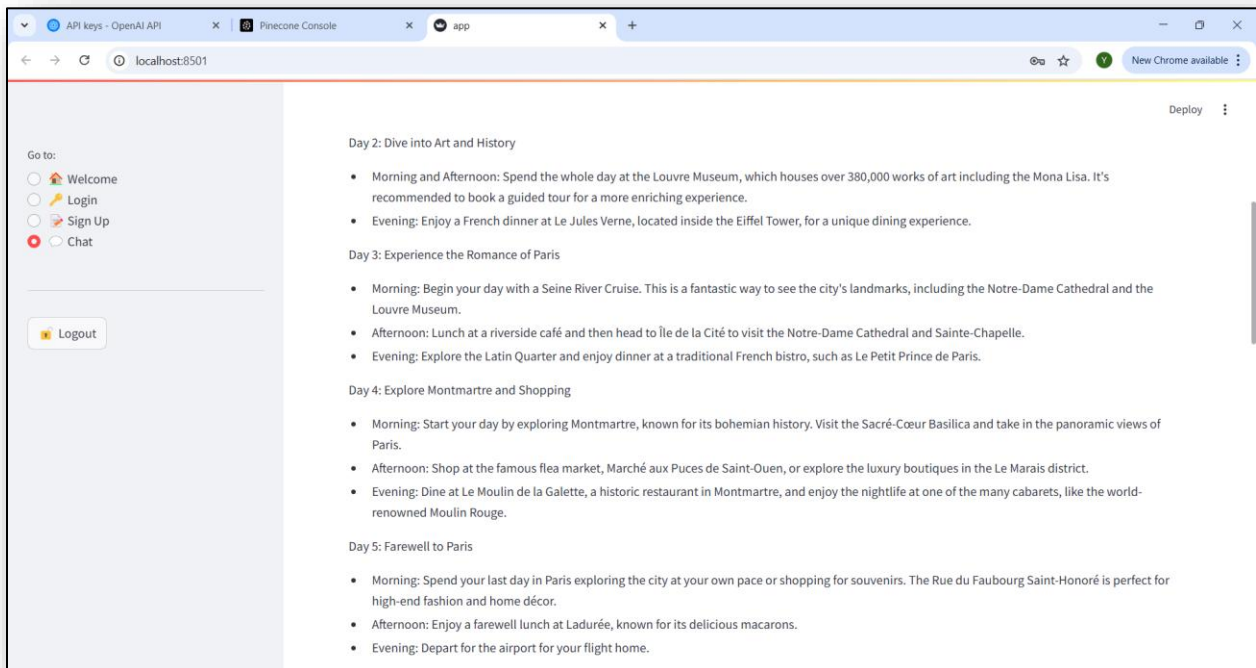 API keys - OpenAI API
Pinecone Console
app
localhost:8501
Y
New Chrome available
Deploy
Go to:
Welcome
Login
Sign Up
Chat
Logout
Day 2: Dive into Art and History
• Morning and Afternoon: Spend the whole day at the Louvre Museum, which houses over 380,000 works of art including the Mona Lisa. It's
recommended to book a guided tour for a more enriching experience.
• Evening: Enjoy a French dinner at Le Jules Verne, located inside the Eiffel Tower, for a unique dining experience.
Day 3: Experience the Romance of Paris
• Morning: Begin your day with a Seine River Cruise. This is a fantastic way to see the city's landmarks, including the Notre-Dame Cathedral and the
Louvre Museum.
• Afternoon: Lunch at a riverside café and then head to Île de la Cité to visit the Notre-Dame Cathedral and Sainte-Chapelle.
• Evening: Explore the Latin Quarter and enjoy dinner at a traditional French bistro, such as Le Petit Prince de Paris.
Day 4: Explore Montmartre and Shopping
• Morning: Start your day by exploring Montmartre, known for its bohemian history. Visit the Sacré-Cœur Basilica and take in the panoramic views of
Paris.
• Afternoon: Shop at the famous flea market, Marché aux Puces de Saint-Ouen, or explore the luxury boutiques in the Le Marais district.
• Evening: Dine at Le Moulin de la Galette, a historic restaurant in Montmartre, and enjoy the nightlife at one of the many cabarets, like the world-
renowned Moulin Rouge.
Day 5: Farewell to Paris
• Morning: Spend your last day in Paris exploring the city at your own pace or shopping for souvenirs. The Rue du Faubourg Saint-Honoré is perfect for
high-end fashion and home décor.
• Afternoon: Enjoy a farewell lunch at Ladurée, known for its delicious macarons.
• Evening: Depart for the airport for your flight home.